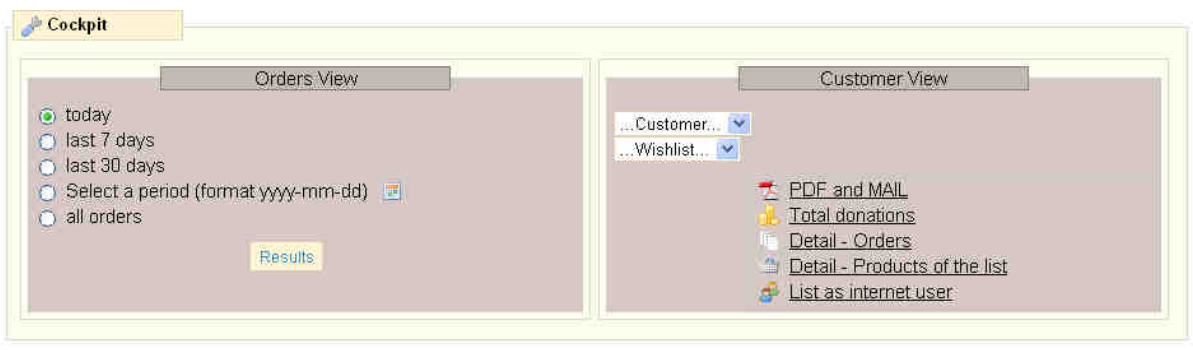 Cockpit
Orders View
today
last 7 days
last 30 days
Select a period (format yyyy-mm-dd)
all orders
Results
Customer View
...Customer...
...Wishlist...
PDF and MAIL
Total donations
Detail - Orders
Detail - Products of the list
List as internet user